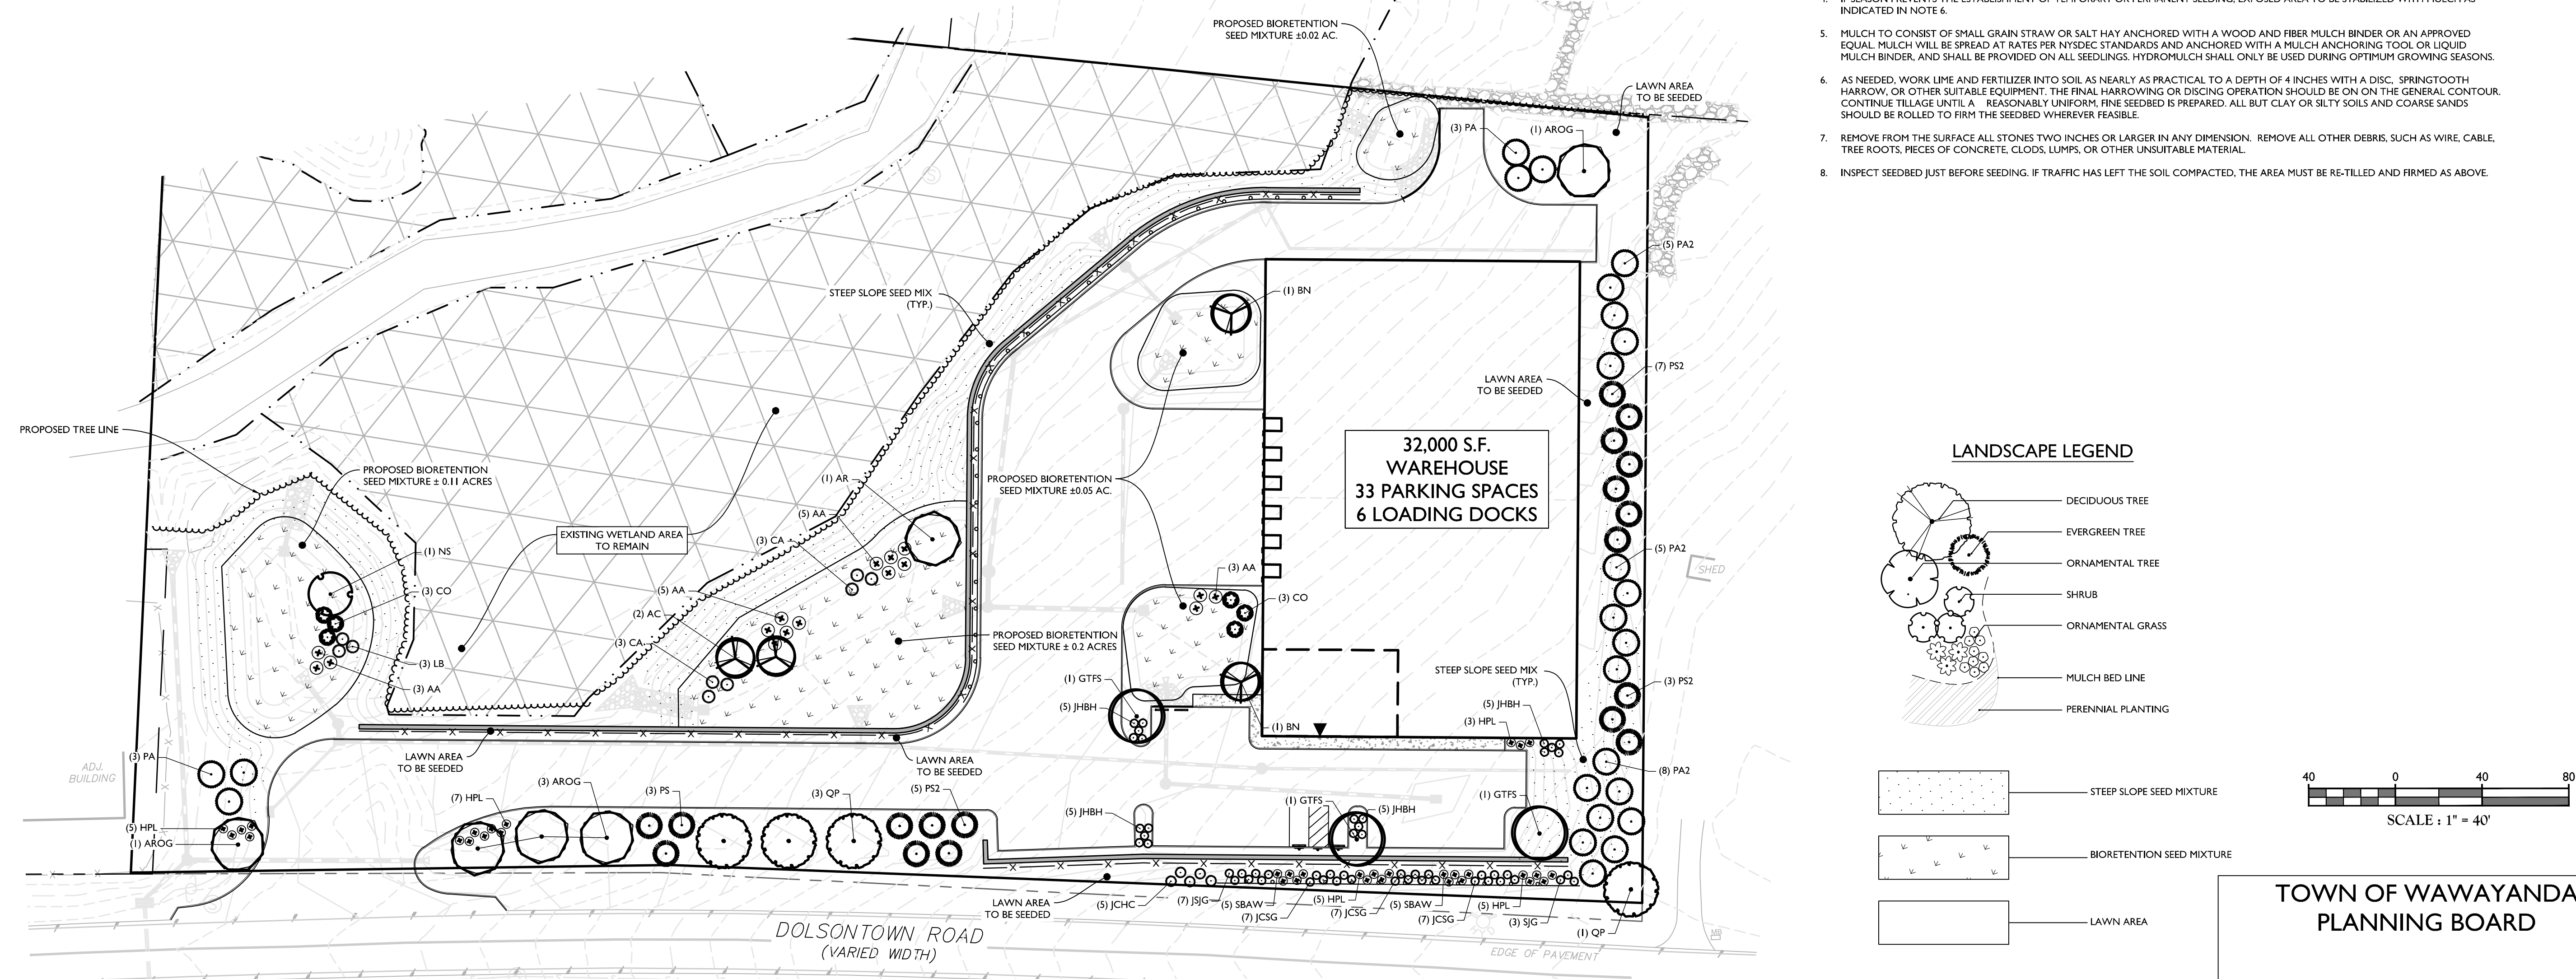 4. IF SEASON PREVENTS THE ESTABLISHMENT OF TEMPORARY OR PERMANENT SEEDING, EXPOSED AREA TO BE STABILIZED WITH MULCH AS
INDICATED IN NOTE 6.
5. MULCH TO CONSIST OF SMALL GRAIN STRAW OR SALT HAY ANCHORED WITH A WOOD AND FIBER MULCH BINDER OR AN APPROVED
EQUAL. MULCH WILL BE SPREAD AT RATES PER NYSDEC STANDARDS AND ANCHORED WITH A MULCH ANCHORING TOOL OR LIQUID
MULCH BINDER, AND SHALL BE PROVIDED ON ALL SEEDLINGS. HYDROMULCH SHALL ONLY BE USED DURING OPTIMUM GROWING SEASONS.
6. AS NEEDED, WORK LIME AND FERTILIZER INTO SOIL AS NEARLY AS PRACTICAL TO A DEPTH OF 4 INCHES WITH A DISC, SPRINGTOOTH
HARROW, OR OTHER SUITABLE EQUIPMENT. THE FINAL HARROWING OR DISCING OPERATION SHOULD BE ON ON THE GENERAL CONTOUR.
CONTINUE TILLAGE UNTIL A REASONABLY UNIFORM, FINE SEEDBED IS PREPARED. ALL BUT CLAY OR SILTY SOILS AND COARSE SANDS
SHOULD BE ROLLED TO FIRM THE SEEDBED WHEREVER FEASIBLE.
7. REMOVE FROM THE SURFACE ALL STONES TWO INCHES OR LARGER IN ANY DIMENSION. REMOVE ALL OTHER DEBRIS, SUCH AS WIRE, CABLE,
TREE ROOTS, PIECES OF CONCRETE, CLODS, LUMPS, OR OTHER UNSUITABLE MATERIAL.
8. INSPECT SEEDBED JUST BEFORE SEEDING. IF TRAFFIC HAS LEFT THE SOIL COMPACTED, THE AREA MUST BE RE-TILLED AND FIRMED AS ABOVE.
PROPOSED BIORETENTION
SEED MIXTURE ±0.02 AC.
LAWN AREA
TO BE SEEDED
(3) PA
(1) AROG
(5) PA2
STEEP SLOPE SEED MIX
(TYP.)
(1) BN
(7) PS2
LAWN AREA
TO BE SEEDED
PROPOSED TREE LINE
PROPOSED BIORETENTION
SEED MIXTURE ± 0.11 ACRES
(1) AR
PROPOSED BIORETENTION
SEED MIXTURE ±0.05 AC.
32,000 S.F.
WAREHOUSE
33 PARKING SPACES
6 LOADING DOCKS
(5) AA
(3) CA
EXISTING WETLAND AREA
TO REMAIN
(1) NS
(5) PA2
SHED
(3) AA
(3) CO
(5) AA
(3) CO
(2) AC
(3) CA
PROPOSED BIORETENTION
SEED MIXTURE ± 0.2 ACRES
(3) LB
(3) AA
(1) GTFS
(5) JHBH
STEEP SLOPE SEED MIX
(TYP.)
(3) PS2
(5) JHBH
(3) HPL
(1) BN
(3) PA
ADJ.
BUILDING
LAWN AREA
TO BE SEEDED
LAWN AREA
TO BE SEEDED
(8) PA2
(7) HPL
(3) AROG
(3) PS
(3) QP
(5) PS2
(5) JHBH
(1) GTFS
(5) JHBH
(1) GTFS
(5) HPL
(1) AROG
LAWN AREA
TO BE SEEDED
(5) JCHC
(7) JSJG
(5) SBAW
(7) JCSG
(5) HPL
(7) JCSG
(5) SBAW
(7) JCSG
(5) HPL
(3) SJG
(1) QP
DOLSONTOWN ROAD
(VARIED WIDTH)
EDGE OF PAVEMENT
MB
LANDSCAPE LEGEND
DECIDUOUS TREE
EVERGREEN TREE
ORNAMENTAL TREE
SHRUB
ORNAMENTAL GRASS
MULCH BED LINE
PERENNIAL PLANTING
STEEP SLOPE SEED MIXTURE
BIORETENTION SEED MIXTURE
LAWN AREA
40 0 40 80
SCALE : 1" = 40'
TOWN OF WAWAYANDA
PLANNING BOARD